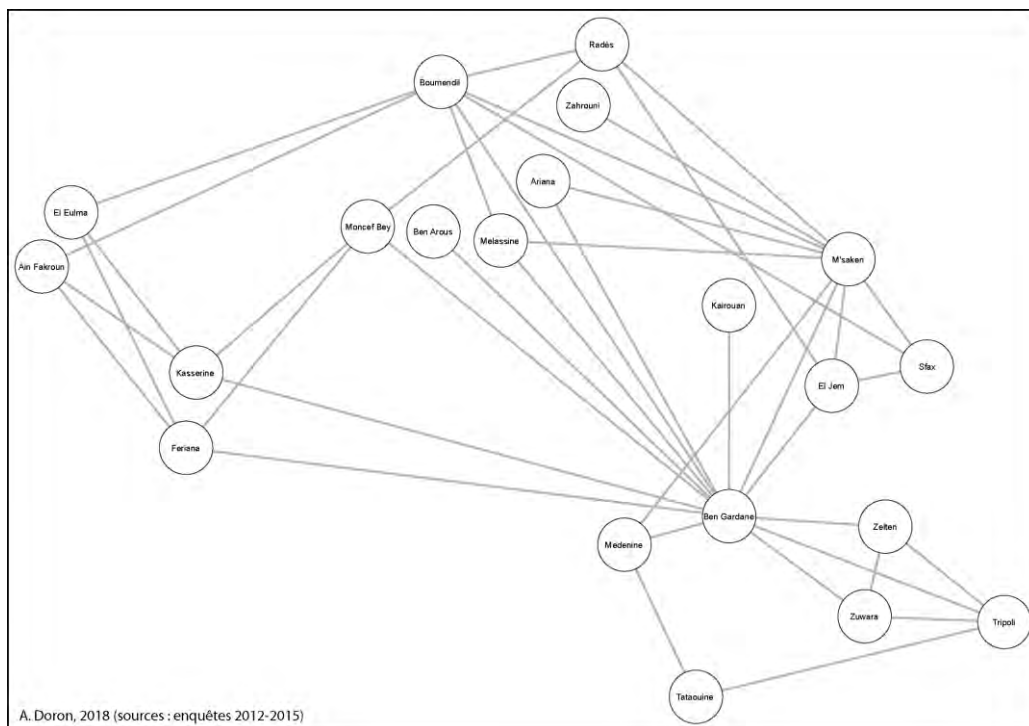 Radès
Boumendil
Zahrouni
Ariana
El Eulma
Moncef Bey
Ben Arous
Melassine
Ain Fakroun
M'saken
Kairouan
Kasserine
El Jem
Sfax
Feriana
Ben Gardane
Zelten
Medenine
Zuwara
Tripoli
Tataouine
A. Doron, 2018 (sources : enquêtes 2012-2015)